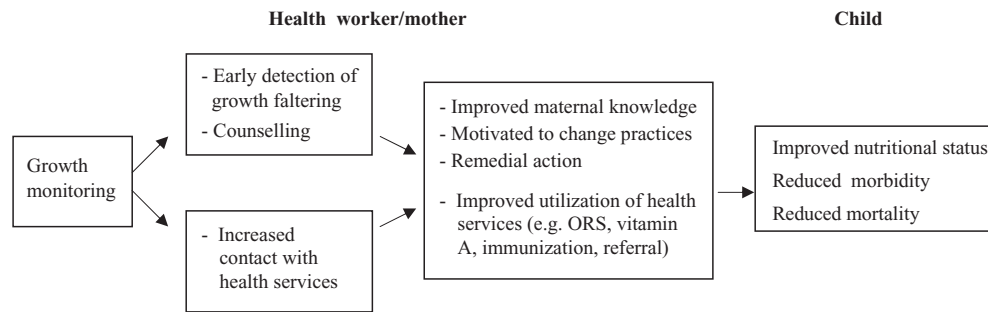 Health worker/mother
Child
- Early detection of
growth faltering
- Counselling
Growth
monitoring
- Increased
contact with
health services
- Improved maternal knowledge
- Motivated to change practices
- Remedial action
- Improved utilization of health
services (e.g. ORS, vitamin
A, immunization, referral)
Improved nutritional status
Reduced morbidity
Reduced mortality